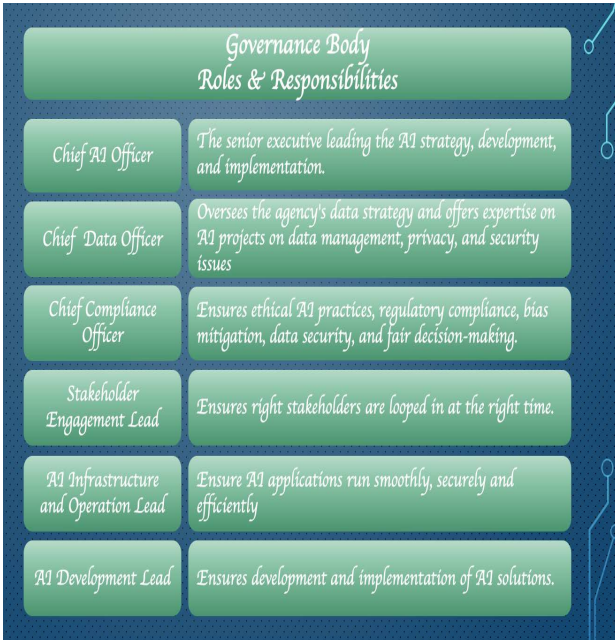 Governance Body
Roles & Responsibilities
Chief AI Officer
The senior executive leading the AI strategy, development,
and implementation.
Chief Data Officer
Oversees the agency's data strategy and offers expertise on
AI projects on data management, privacy, and security
issues
Chief Compliance
Officer
Ensures ethical AI practices, regulatory compliance, bias
mitigation, data security, and fair decision-making.
Stakeholder
Engagement Lead
Ensures right stakeholders are looped in at the right time.
AI Infrastructure
and Operation Lead
Ensure AI applications run smoothly, securely and
efficiently
AI Development Lead
Ensures development and implementation of AI solutions.